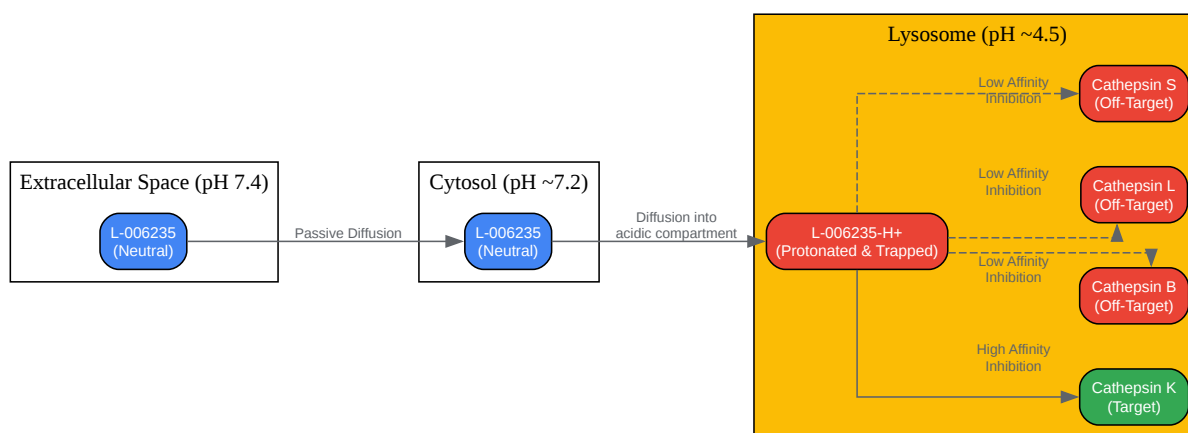 Lysosome (pH ~4.5)
Low Affinity
Inhibition
Cathepsin S
(Off-Target)
Extracellular Space (pH 7.4)
L-006235
(Neutral)
Passive Diffusion
Cytosol (pH ~7.2)
L-006235
(Neutral)
Diffusion into
acidic compartment
L-006235-H+
(Protonated & Trapped)
Low Affinity
Inhibition
Cathepsin L
(Off-Target)
Low Affinity
Inhibition
Cathepsin B
(Off-Target)
High Affinity
Inhibition
Cathepsin K
(Target)